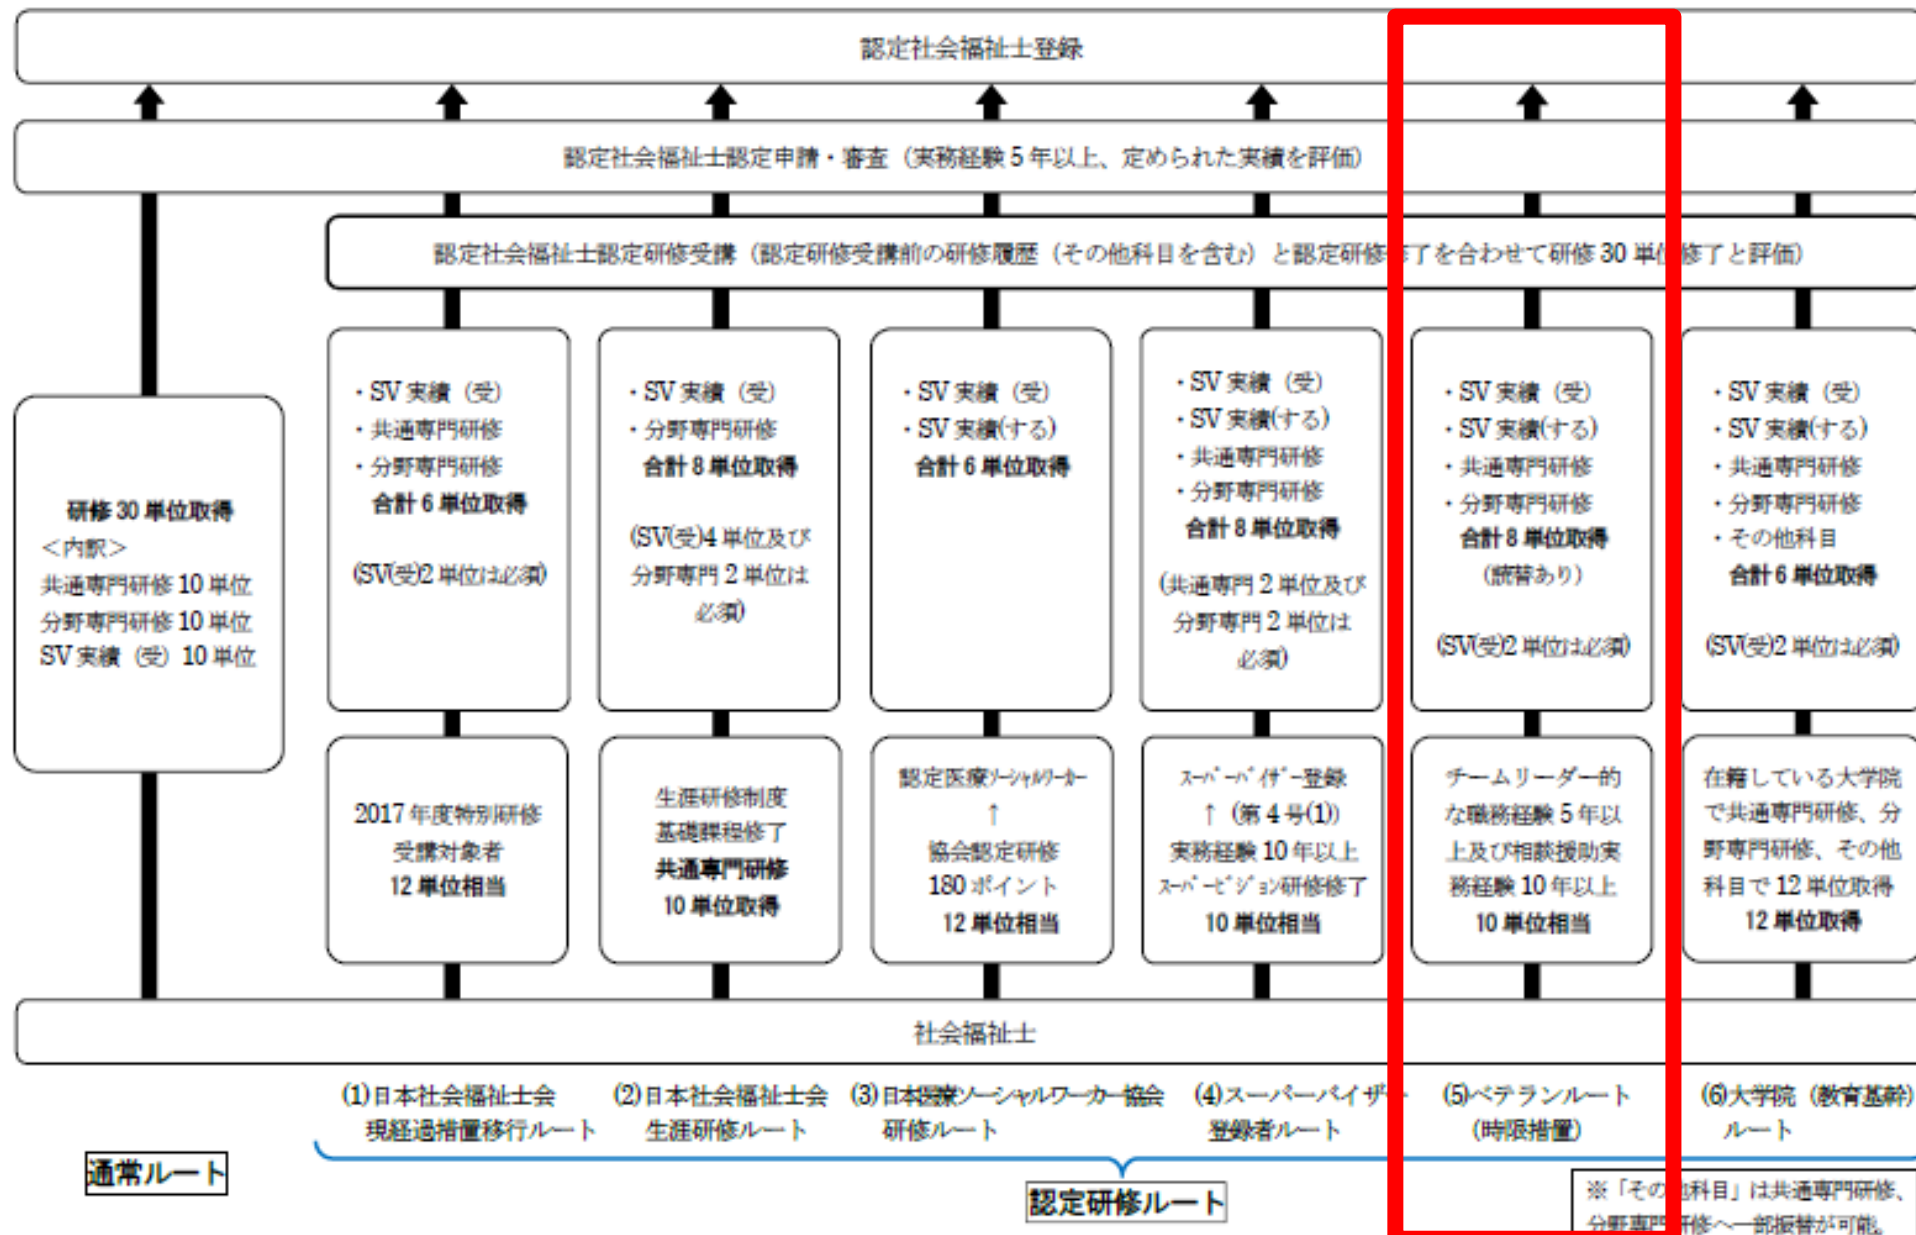 認定社会福祉士登録
認定社会福祉士認定申請・審査（実務経験5年以上、定められた実績を評価）
認定社会福祉士認定研修受講（認定研修受講前の研修履歴（その他科目を含む）と認定研修修了を合わせて研修30単位修了と評価）
研修30単位取得
＜内訳＞
共通専門研修10単位
分野専門研修10単位
SV実績（受）10単位
・SV実績（受）
・共通専門研修
・分野専門研修
合計6単位取得
(SV(受)2単位は必須)
・SV実績（受）
・分野専門研修
合計8単位取得
(SV(受)4単位及び
分野専門2単位は
必須)
・SV実績（受）
・SV実績(する)
合計6単位取得
・SV実績（受）
・SV実績(する)
・共通専門研修
・分野専門研修
合計8単位取得
(共通専門2単位及び
分野専門2単位は
必須)
・SV実績（受）
・SV実績(する)
・共通専門研修
・分野専門研修
合計8単位取得
（読替あり）
(SV(受)2単位は必須)
・SV実績（受）
・SV実績(する)
・共通専門研修
・分野専門研修
・その他科目
合計6単位取得
(SV(受)2単位は必須)
2017年度特別研修
受講対象者
12単位相当
生涯研修制度
基礎課程修了
共通専門研修
10単位取得
認定医療ｿｰｼｬﾙﾜｰｶｰ
↑
協会認定研修
180ポイント
12単位相当
ｽｰﾊﾟｰﾊﾞｲｻﾞｰ登録
↑（第4号(1)）
実務経験10年以上
ｽｰﾊﾟｰﾋﾞｼﾞｮﾝ研修修了
10単位相当
チームリーダー的
な職務経験5年以
上及び相談援助実
務経験10年以上
10単位相当
在籍している大学院
で共通専門研修、分
野専門研修、その他
科目で12単位取得
12単位取得
社会福祉士
(1)日本社会福祉士会
現経過措置移行ルート
(2)日本社会福祉士会
生涯研修ルート
(3)日本医療ソーシャルワーカー協会
研修ルート
(4)スーパーバイザー
登録者ルート
(5)ベテランルート
（時限措置）
(6)大学院（教育基幹）
ルート
通常ルート
認定研修ルート
※「その他科目」は共通専門研修、
分野専門研修へ一部振替が可能。